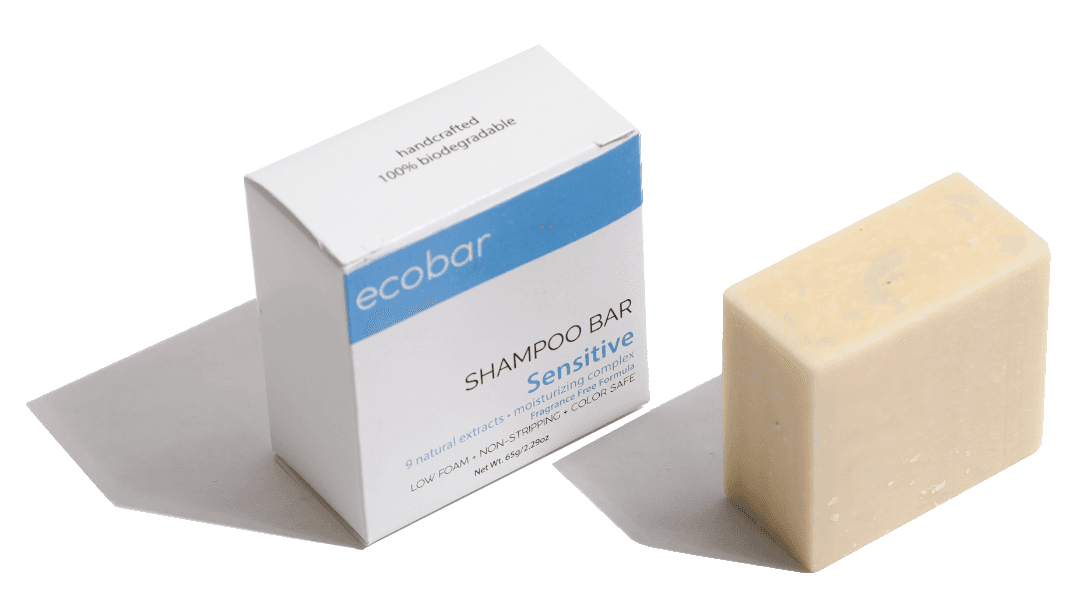 handcrafted
100% biodegradable
ecobar
SHAMPOO BAR
Sensitive
9 natural extracts • moisturizing complex
Fragrance Free Formula
LOW FOAM + NON-STRIPPING + COLOR SAFE
Net Wt. 65g/2.29oz